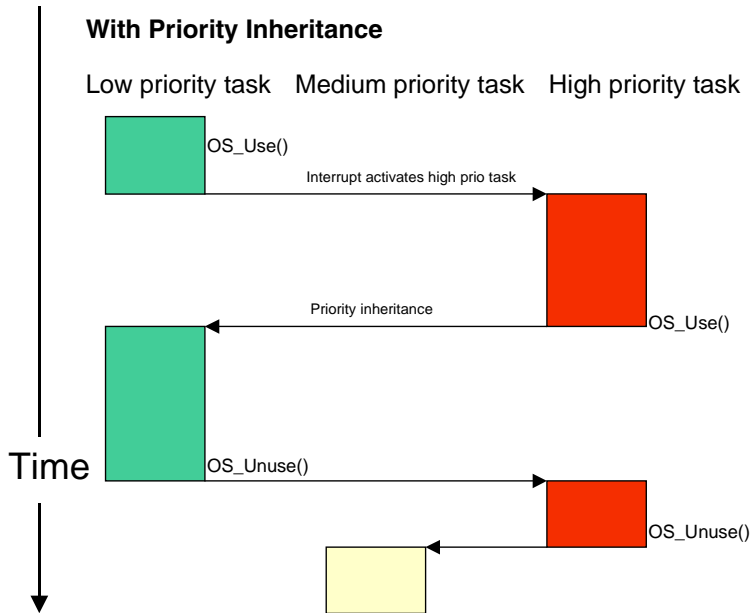 With Priority Inheritance
Low priority task Medium priority task High priority task
OS_Use()
Interrupt activates high prio task
Priority inheritance
OS_Use()
Time
OS_Unuse()
OS_Unuse()